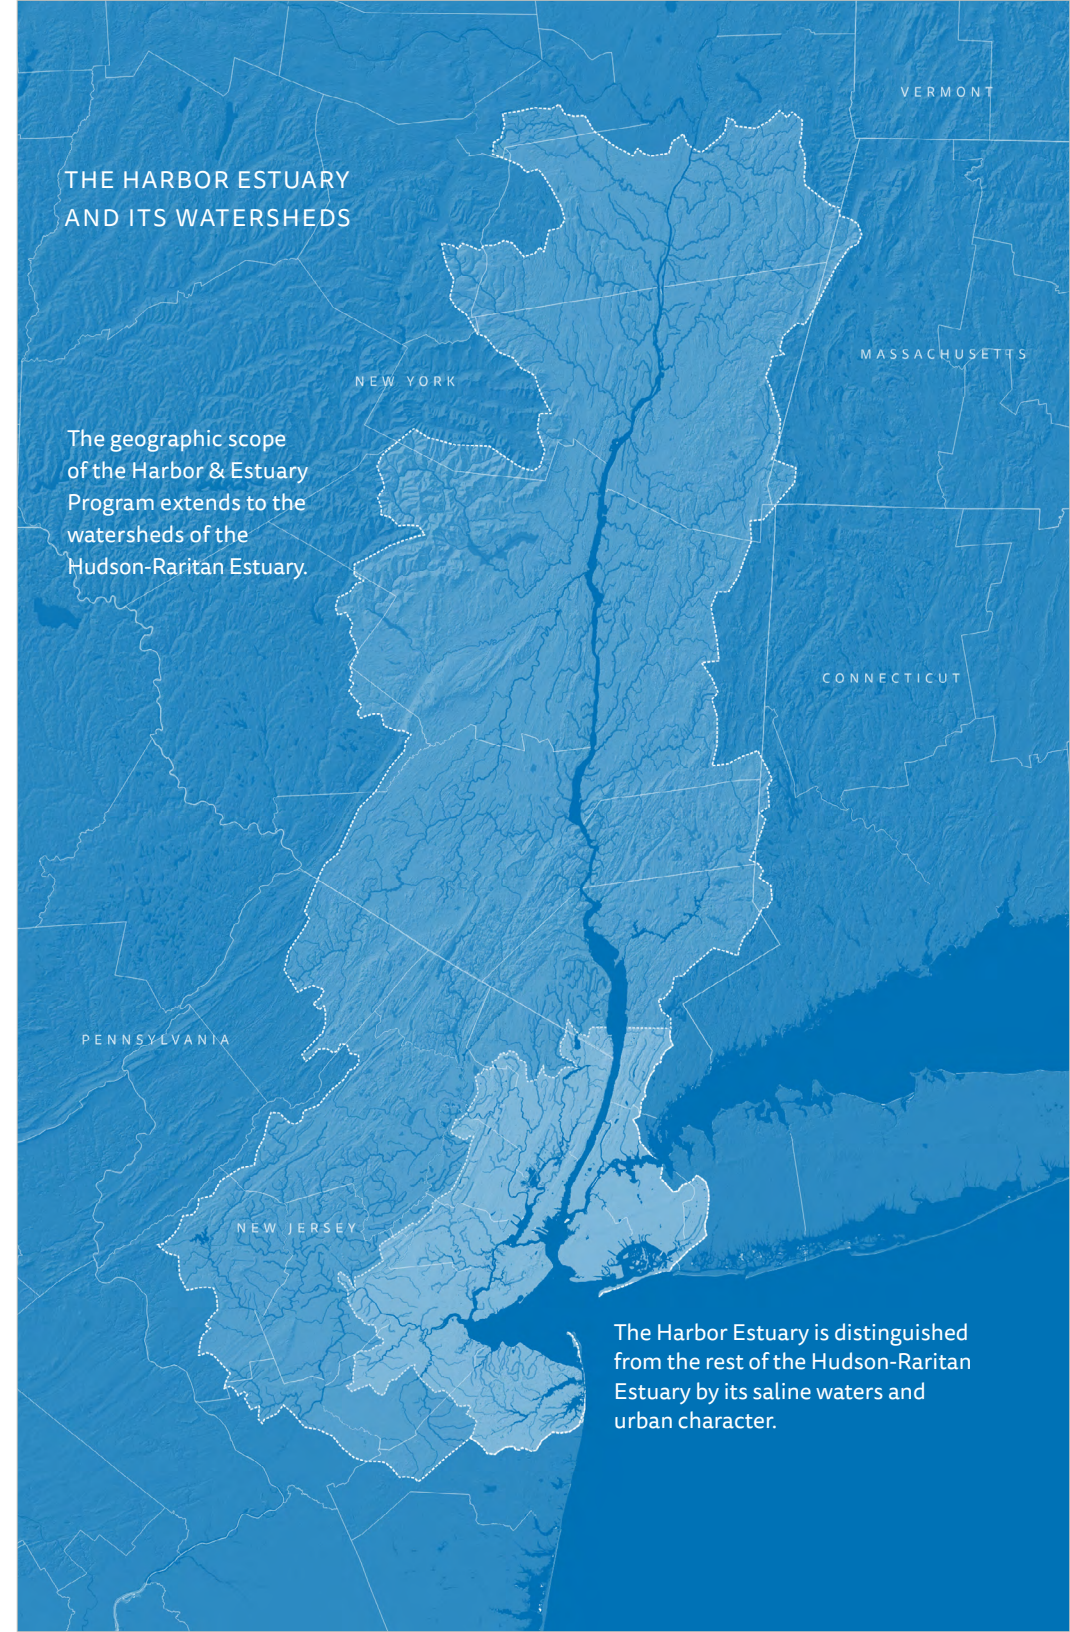 VERMONT
THE HARBOR ESTUARY
AND ITS WATERSHEDS
MASSACHUSETTS
NEW YORK
The geographic scope
of the Harbor & Estuary
Program extends to the
watersheds of the
Hudson-Raritan Estuary.
CONNECTICUT
PENNSYLVANIA
NEW JERSEY
The Harbor Estuary is distinguished
from the rest of the Hudson-Raritan
Estuary by its saline waters and
urban character.